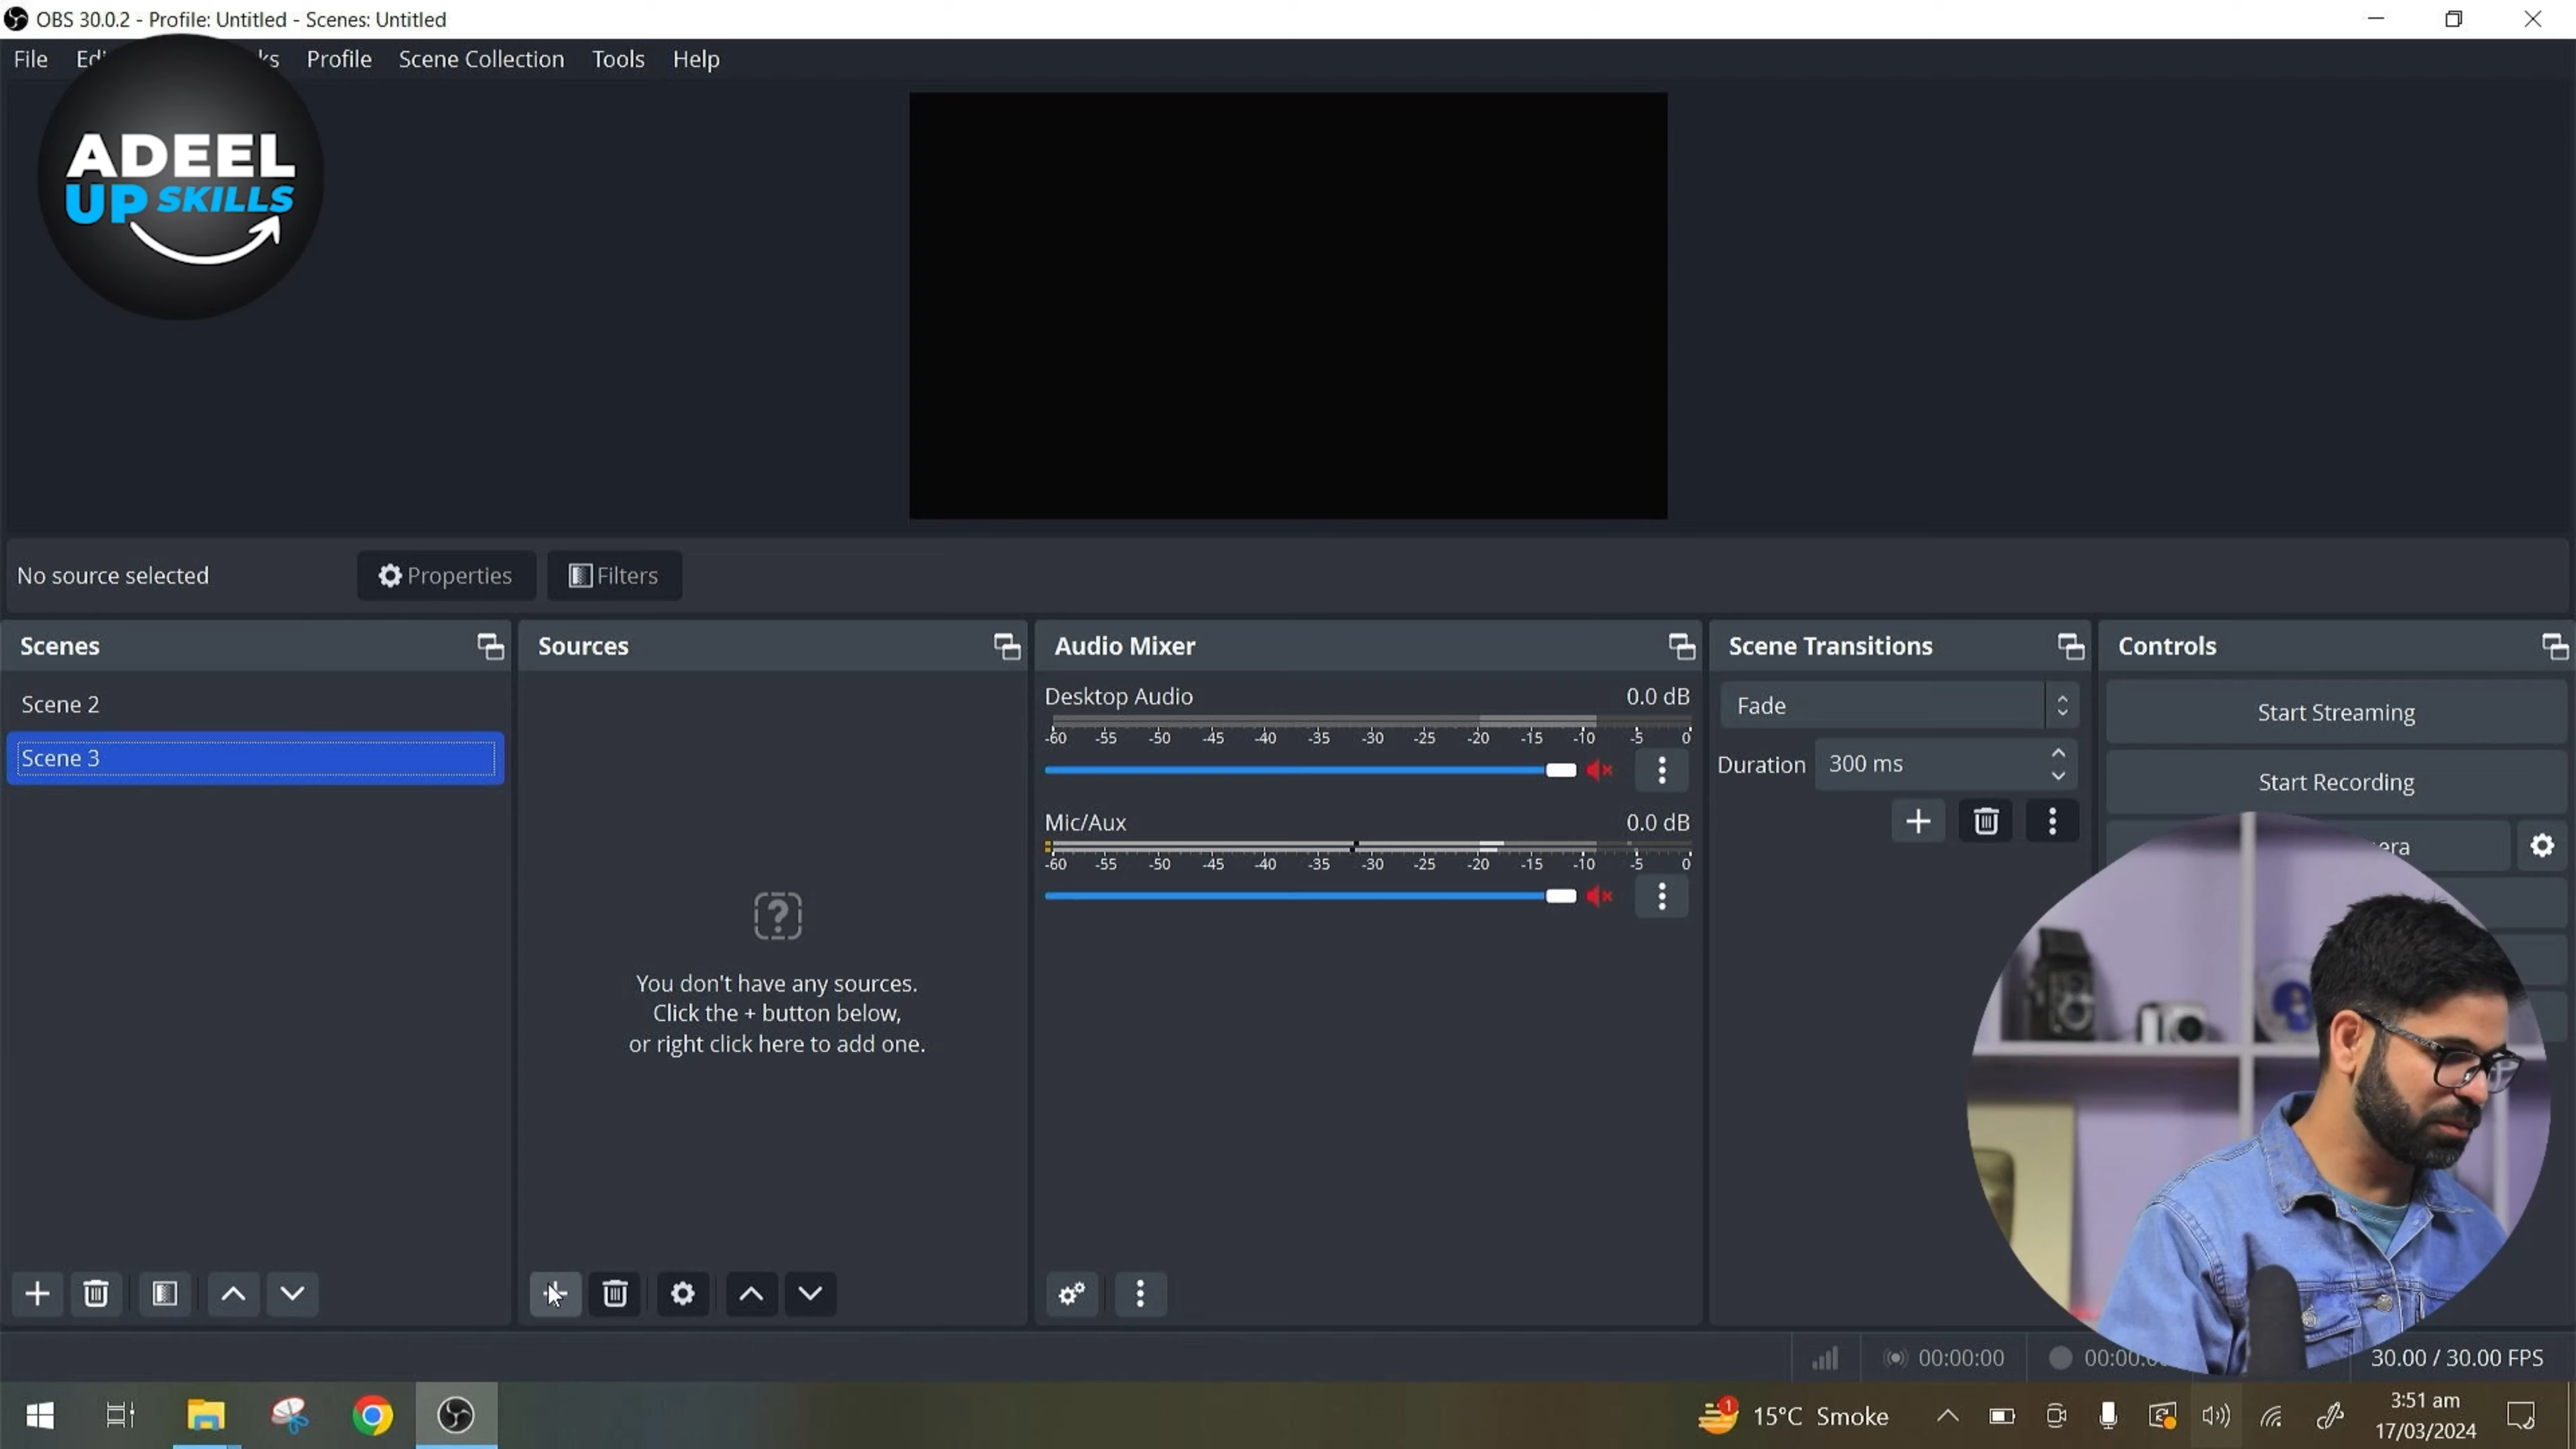 OBS 30.0.2 - Profile: Untitled - Scenes: Untitled
File
Profile Scene Collection Tools Help
ADEEL
UP SKILLS
No source selected
Properties
Filters
Scenes
Scene 2
Scene 3
Sources
You don't have any sources.
Click the + button below,
or right click here to add one.
Audio Mixer
Desktop Audio 0.0 dB
-60 -55 -50 -45 -40 -35 -30 -25 -20 -15 -10 -5 0
Mic/Aux 0.0 dB
-60 -55 -50 -45 -40 -35 -30 -25 -20 -15 -10 -5 0
Scene Transitions
Fade
Duration 300 ms
Controls
Start Streaming
Start Recording
00:00:00
30.00 / 30.00 FPS
1
15°C Smoke
3:51 am
17/03/2024